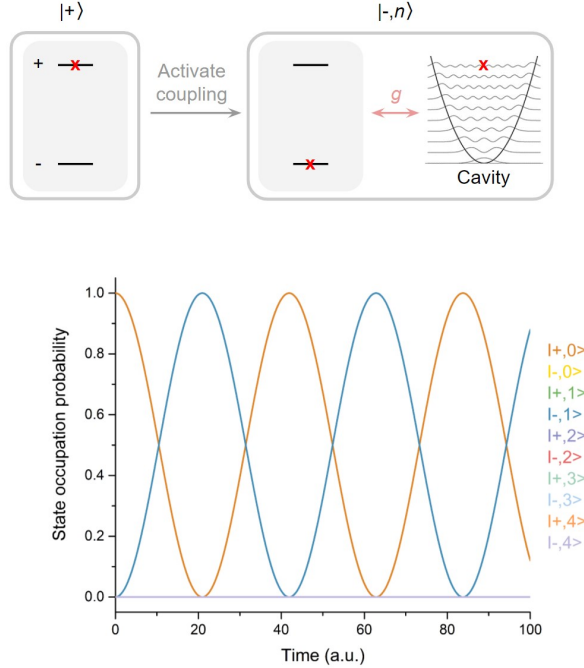 |+⟩
|-,n⟩
+
-
x
Activate
coupling
x
g
x
Cavity
State occupation probability
1.0
0.8
0.6
0.4
0.2
0.0
0
20
40
60
80
100
Time (a.u.)
|+,0>
|-,0>
|+,1>
|-,1>
|+,2>
|-,2>
|+,3>
|-,3>
|+,4>
|-,4>